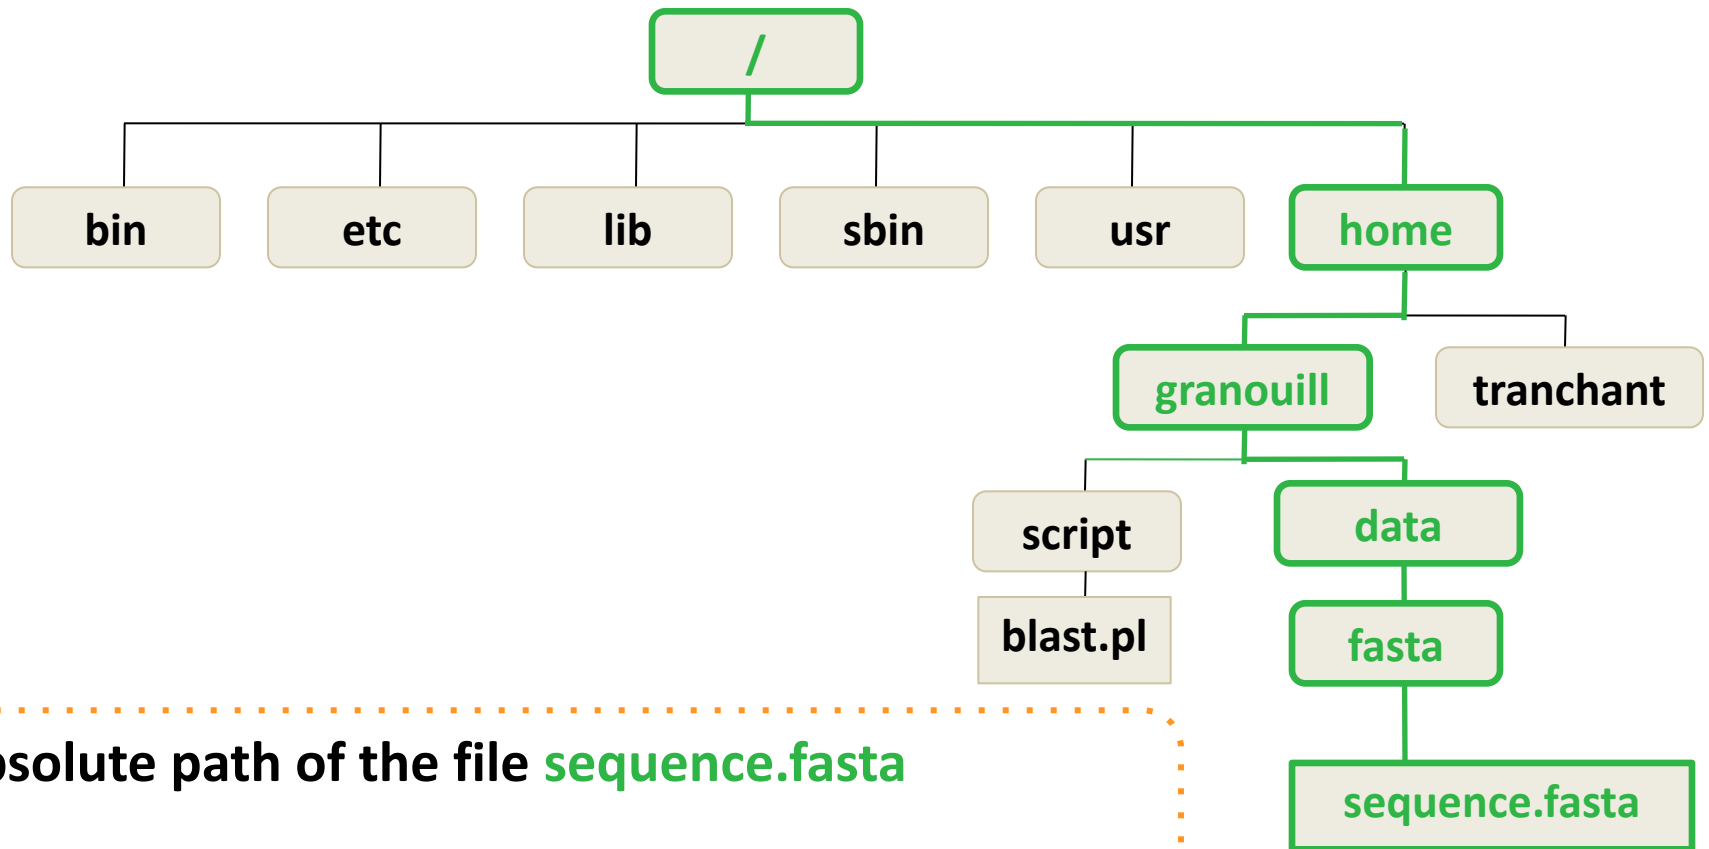 /
bin etc lib sbin usr home
granouill tranchant
script data
blast.pl fasta
path of the file sequence.fasta
sequence.fasta